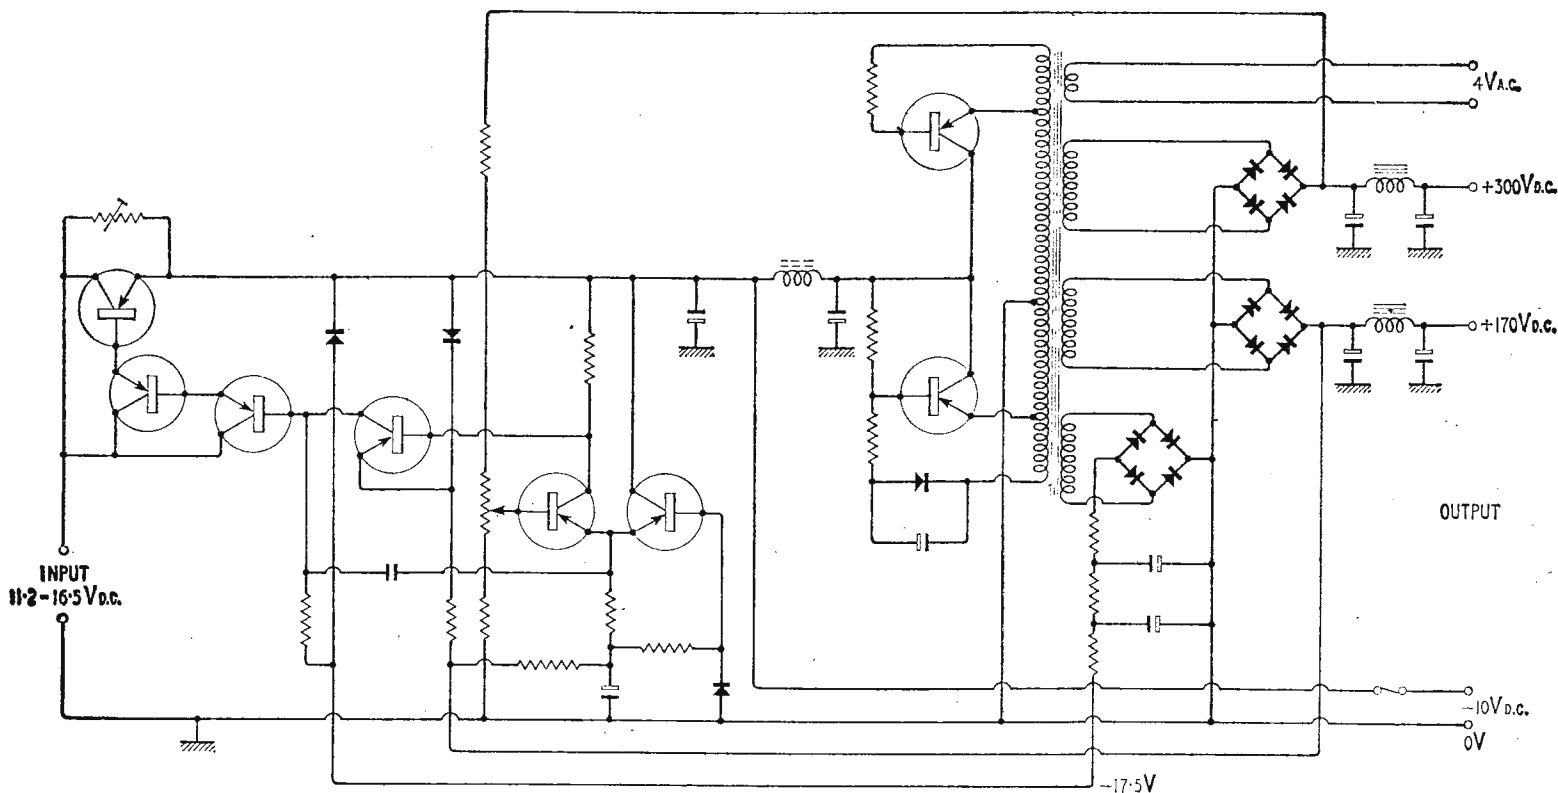 4V A.C.
+300V D.C.
+170V D.C.
OUTPUT
INPUT
11·2-16·5V D.C.
-10V D.C.
0V
-17·5V